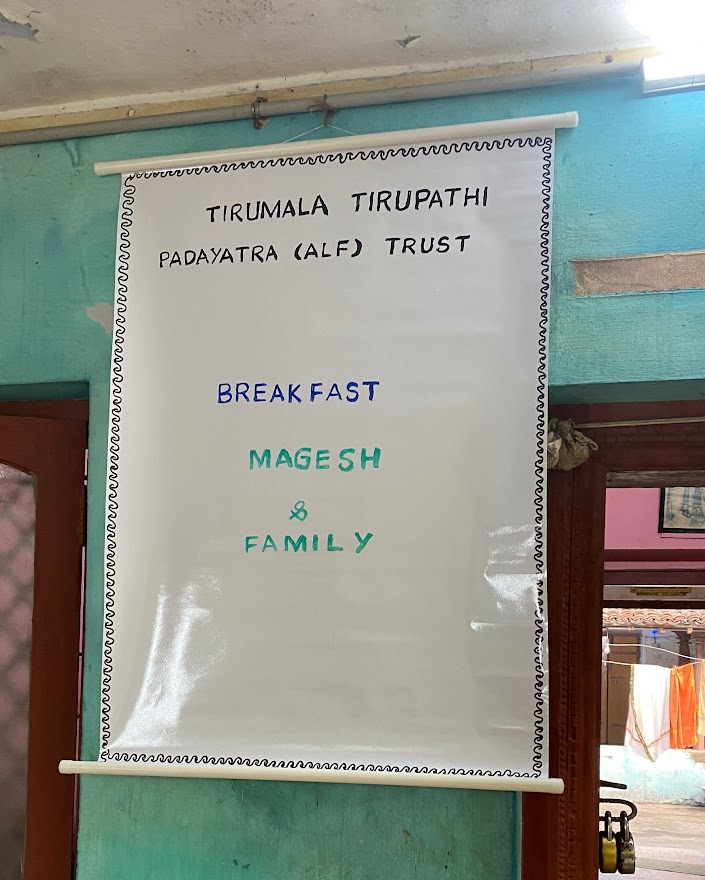 TIRUMALA TIRUPATHI
PADAYATRA (ALF) TRUST
BREAKFAST
MAGESH
&
FAMILY